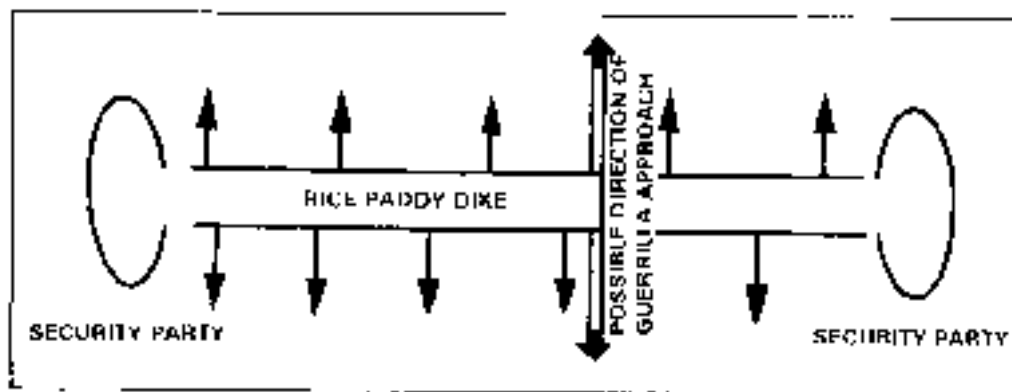 RICE PADDY DIKE
POSSIBLE DIRECTION OF
GUERRILLA APPROACH
SECURITY PARTY
SECURITY PARTY